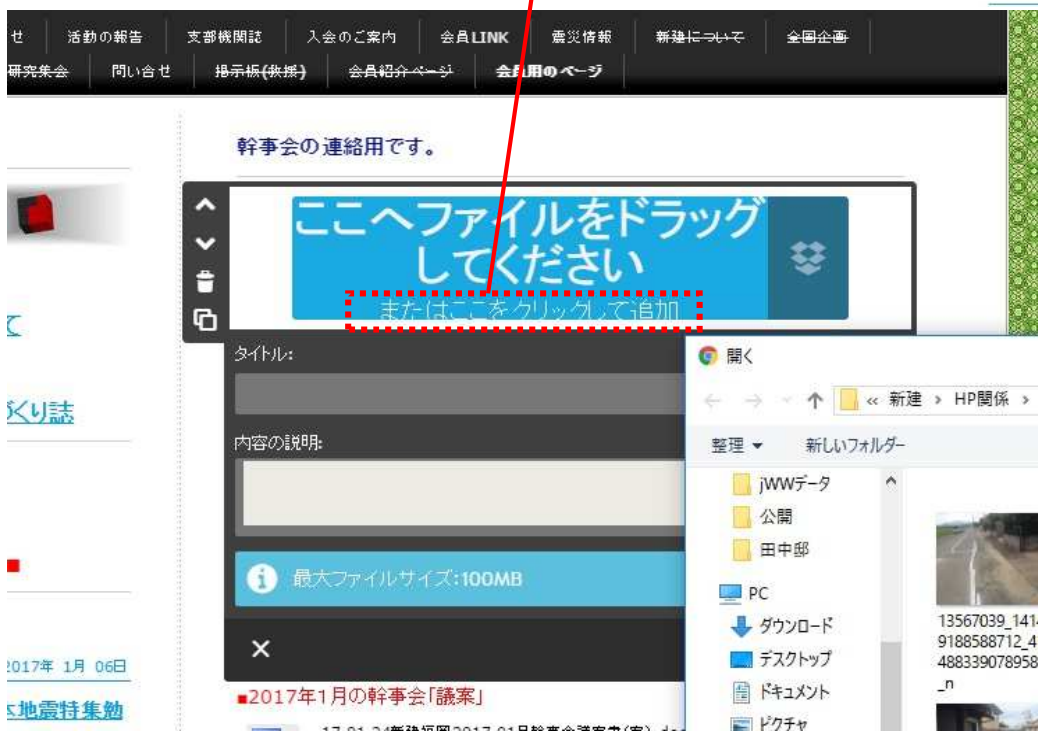 せ 活動の報告 支部機関誌 入会のご案内 会員LINK 震災情報 新建について 全国企画
研究集会 問い合せ 掲示板(鉄援) 会員紹介ページ 会員用のページ
幹事会の連絡用です。
ここへファイルをドラッグ
してください
またはここをクリックして追加
タイトル:
内容の説明:
最大ファイルサイズ:100MB
て
づくり誌
2017年 1月 06日
本地震特集勉
■2017年1月の幹事会「議案」
開く
« 新建 › HP関係 ›
整理 新しいフォルダー
jWWデータ
公開
田中邸
PC
ダウンロード
デスクトップ
ドキュメント
ピクチャ
13567039_141
9188588712_4
488339078958
_n